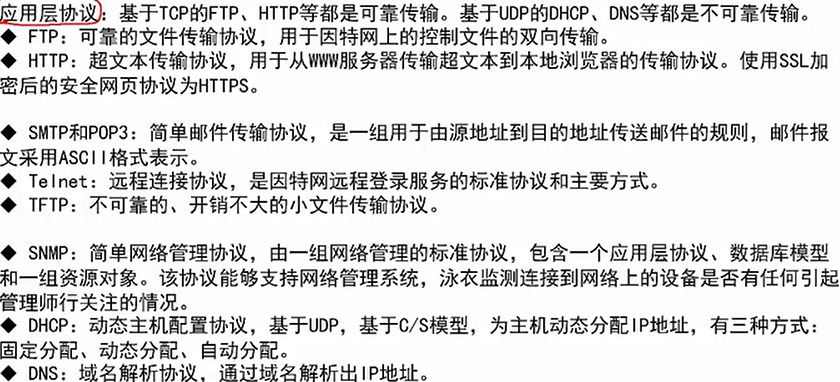 应用层协议：基于TCP的FTP、HTTP等都是可靠传输。基于UDP的DHCP、DNS等都是不可靠传输。
◆ FTP：可靠的文件传输协议，用于因特网上的控制文件的双向传输。
◆ HTTP：超文本传输协议，用于从WWW服务器传输超文本到本地浏览器的传输协议。使用SSL加
密后的安全网页协议为HTTPS。
◆ SMTP和POP3：简单邮件传输协议，是一组用于由源地址到目的地址传送邮件的规则，邮件报
文采用ASCII格式表示。
◆ Telnet：远程连接协议，是因特网远程登录服务的标准协议和主要方式。
◆ TFTP：不可靠的、开销不大的小文件传输协议。
◆ SNMP：简单网络管理协议，由一组网络管理的标准协议，包含一个应用层协议、数据库模型
和一组资源对象。该协议能够支持网络管理系统，泳衣监测连接到网络上的设备是否有任何引起
管理师行关注的情况。
◆ DHCP：动态主机配置协议，基于UDP，基于C/S模型，为主机动态分配IP地址，有三种方式：
固定分配、动态分配、自动分配。
◆ DNS：域名解析协议，通过域名解析出IP地址。